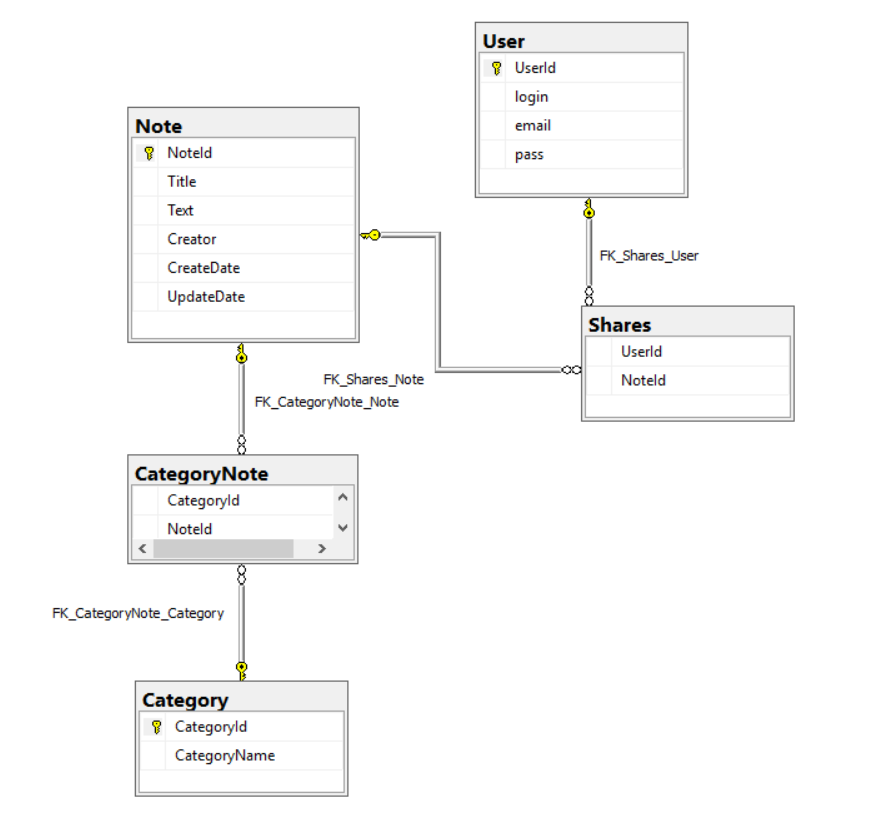 User
UserId
login
email
pass
Note
NoteId
Title
Text
Creator
CreateDate
UpdateDate
FK_Shares_User
Shares
UserId
NoteId
FK_Shares_Note
FK_CategoryNote_Note
CategoryNote
CategoryId
NoteId
FK_CategoryNote_Category
Category
CategoryId
CategoryName